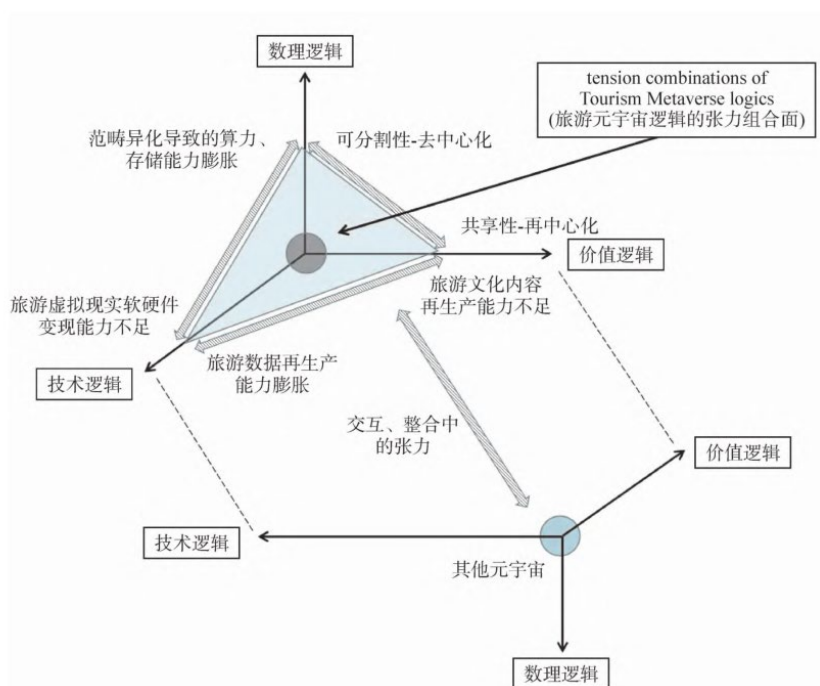 数理逻辑
tension combinations of
Tourism Metaverse logics
(旅游元宇宙逻辑的张力组合面)
范畴异化导致的算力、
存储能力膨胀
可分割性-去中心化
共享性-再中心化
价值逻辑
旅游文化内容
再生产能力不足
旅游虚拟现实软硬件
变现能力不足
旅游数据再生产
能力膨胀
技术逻辑
交互、整合中
的张力
价值逻辑
技术逻辑
其他元宇宙
数理逻辑